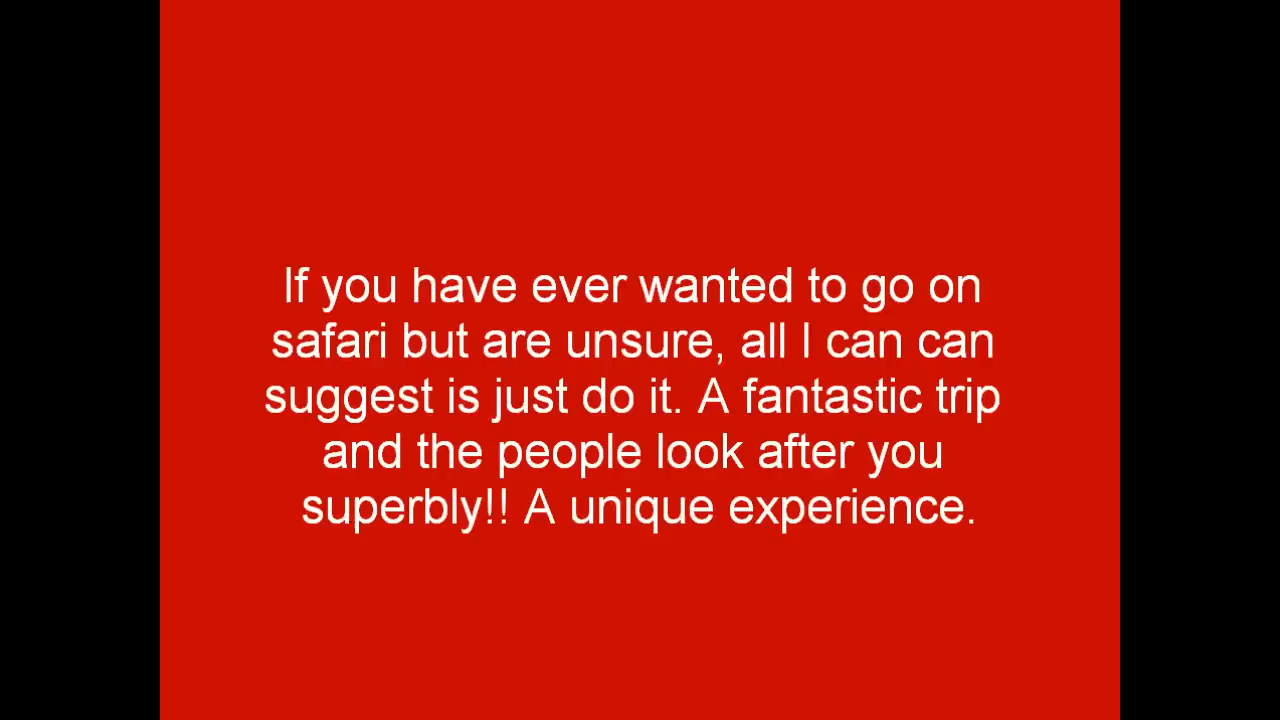 If you have ever wanted to go on
safari but are unsure, all I can can
suggest is just do it. A fantastic trip
and the people look after you
superbly!! A unique experience.